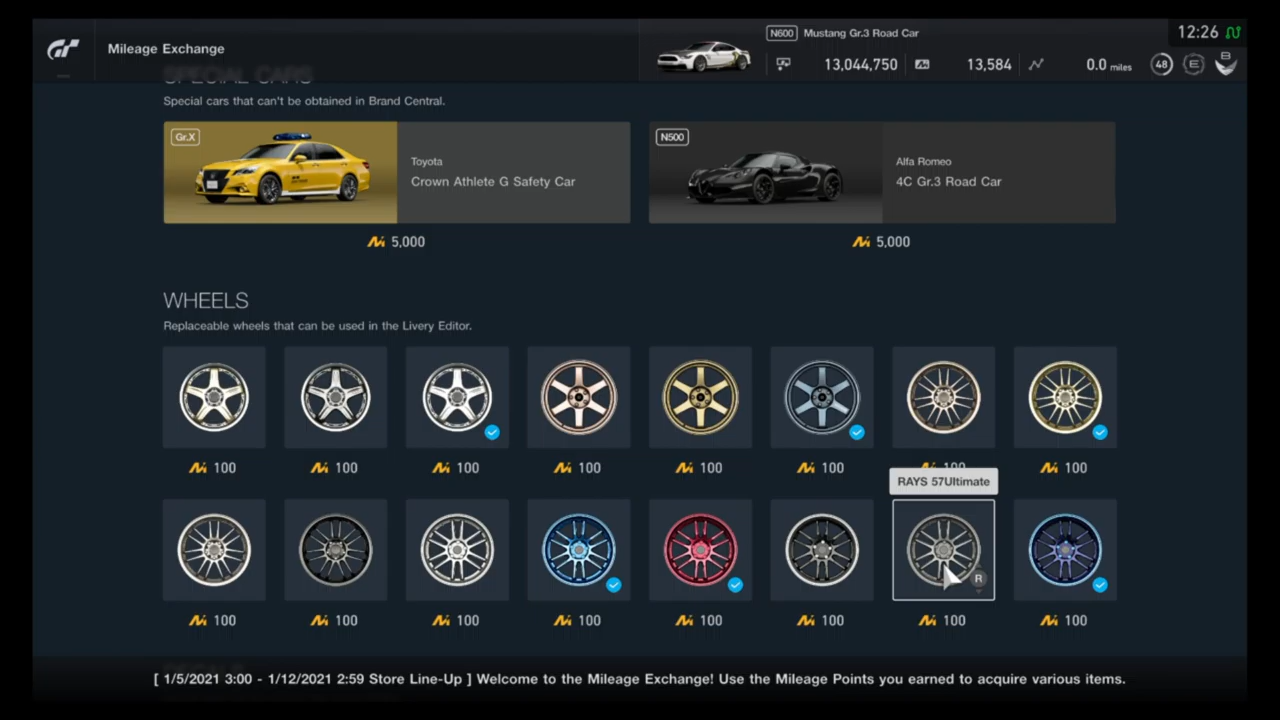 Mileage Exchange
N600 Mustang Gr.3 Road Car
13,044,750 13,584 0.0 miles 48 E B
12:26
SPECIAL CARS
Special cars that can't be obtained in Brand Central.
Gr.X
Toyota
Crown Athlete G Safety Car
5,000
N500
Alfa Romeo
4C Gr.3 Road Car
5,000
WHEELS
Replaceable wheels that can be used in the Livery Editor.
100 100 100 100 100 100 100 100
RAYS 57Ultimate
R
100 100 100 100 100 100 100 100
DECALS
[ 1/5/2021 3:00 - 1/12/2021 2:59 Store Line-Up ] Welcome to the Mileage Exchange! Use the Mileage Points you earned to acquire various items.